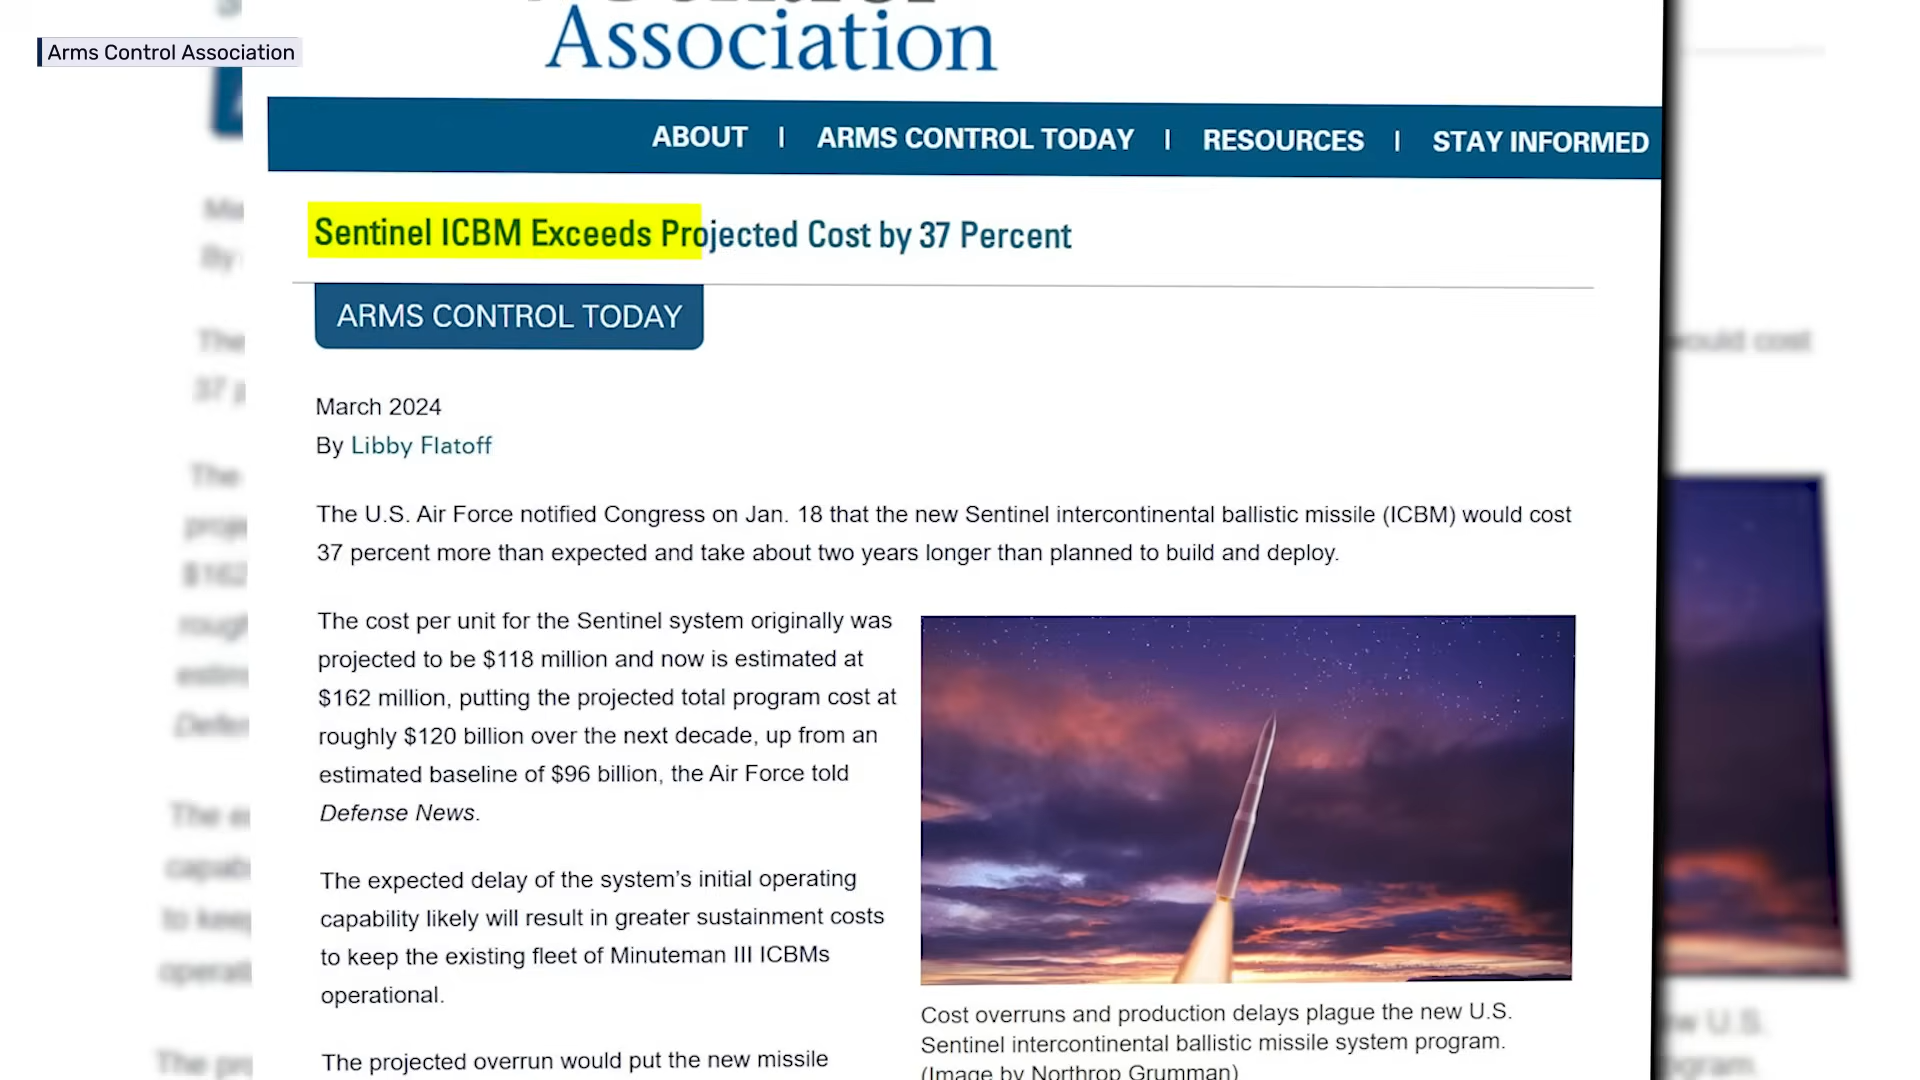 Arms Control Association
Association
ABOUT | ARMS CONTROL TODAY | RESOURCES | STAY INFORMED
Sentinel ICBM Exceeds Projected Cost by 37 Percent
ARMS CONTROL TODAY
March 2024
By Libby Flatoff
The U.S. Air Force notified Congress on Jan. 18 that the new Sentinel intercontinental ballistic missile (ICBM) would cost
37 percent more than expected and take about two years longer than planned to build and deploy.
The cost per unit for the Sentinel system originally was
projected to be $118 million and now is estimated at
$162 million, putting the projected total program cost at
roughly $120 billion over the next decade, up from an
estimated baseline of $96 billion, the Air Force told
Defense News.
The expected delay of the system's initial operating
capability likely will result in greater sustainment costs
to keep the existing fleet of Minuteman III ICBMs
operational.
The projected overrun would put the new missile
Cost overruns and production delays plague the new U.S.
Sentinel intercontinental ballistic missile system program.
(Image by Northrop Grumman)